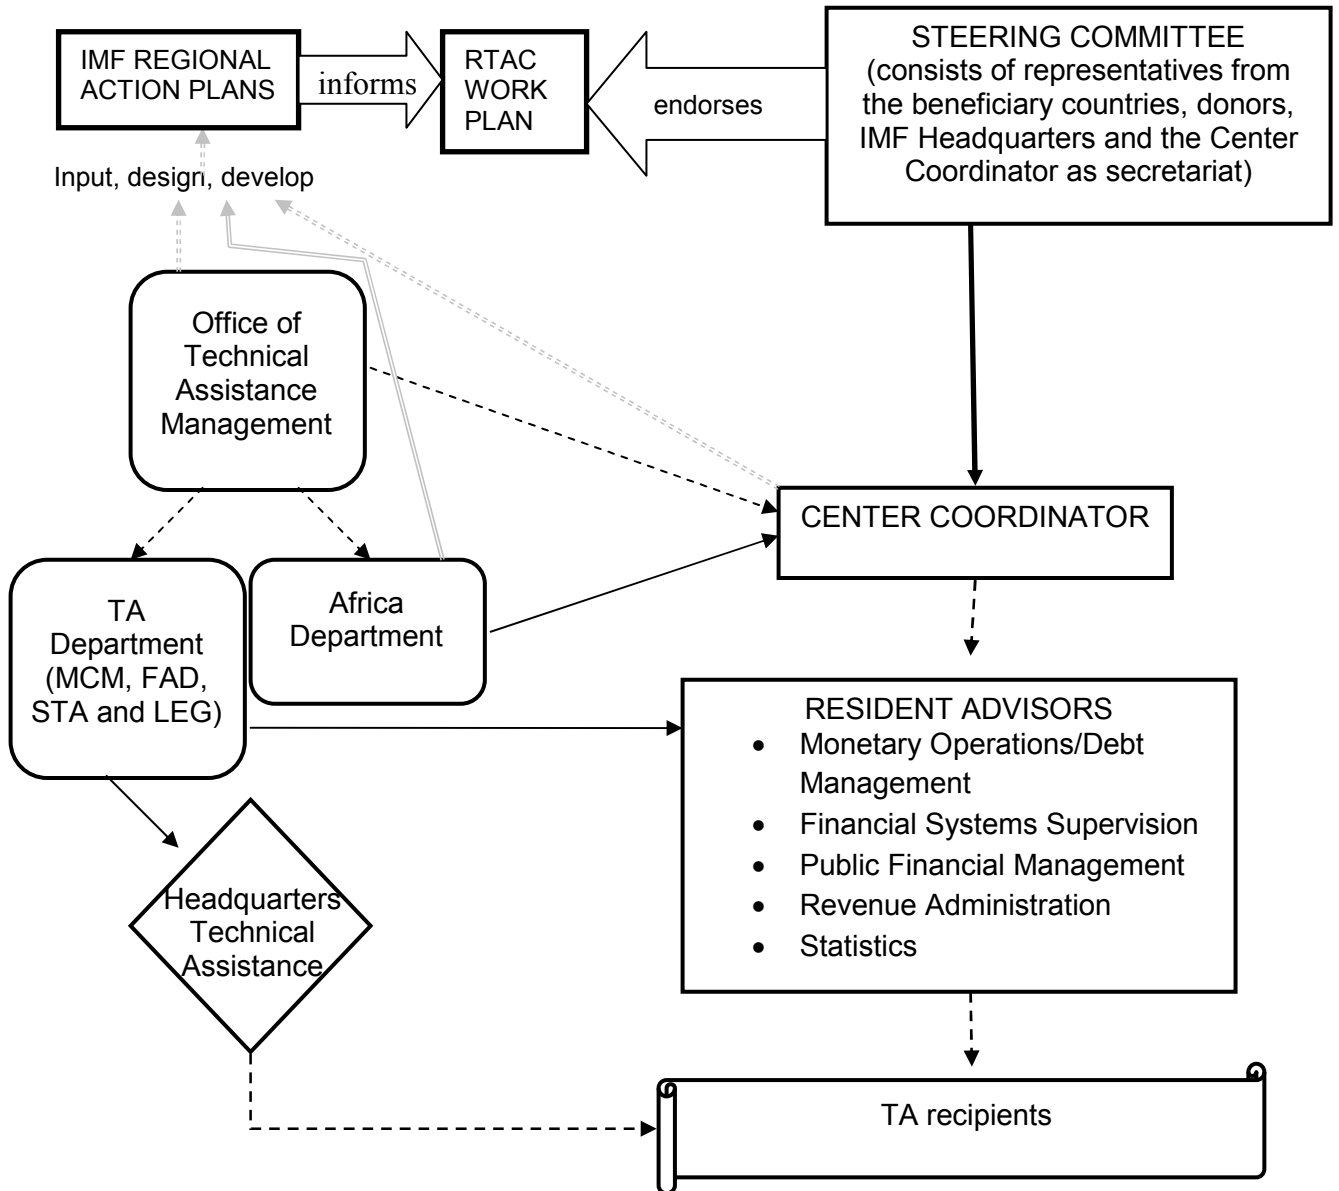 IMF REGIONAL
ACTION PLANS
informs
RTAC
WORK
PLAN
endorses
STEERING COMMITTEE
(consists of representatives from
the beneficiary countries, donors,
IMF Headquarters and the Center
Coordinator as secretariat)
Input, design, develop
Office of
Technical
Assistance
Management
CENTER COORDINATOR
TA
Department
(MCM, FAD,
STA and LEG)
Africa
Department
RESIDENT ADVISORS
• Monetary Operations/Debt
Management
• Financial Systems Supervision
• Public Financial Management
• Revenue Administration
• Statistics
Headquarters
Technical
Assistance
TA recipients